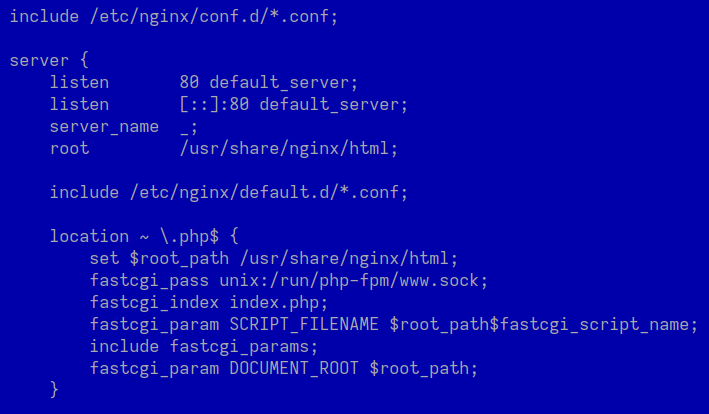 include /etc/nginx/conf.d/*.conf;
server {
listen 80 default_server;
listen [::]:80 default_server;
server_name _;
root /usr/share/nginx/html;
include /etc/nginx/default.d/*.conf;
location ~ \.php$ {
set $root_path /usr/share/nginx/html;
fastcgi_pass unix:/run/php-fpm/www.sock;
fastcgi_index index.php;
fastcgi_param SCRIPT_FILENAME $root_path$fastcgi_script_name;
include fastcgi_params;
fastcgi_param DOCUMENT_ROOT $root_path;
}